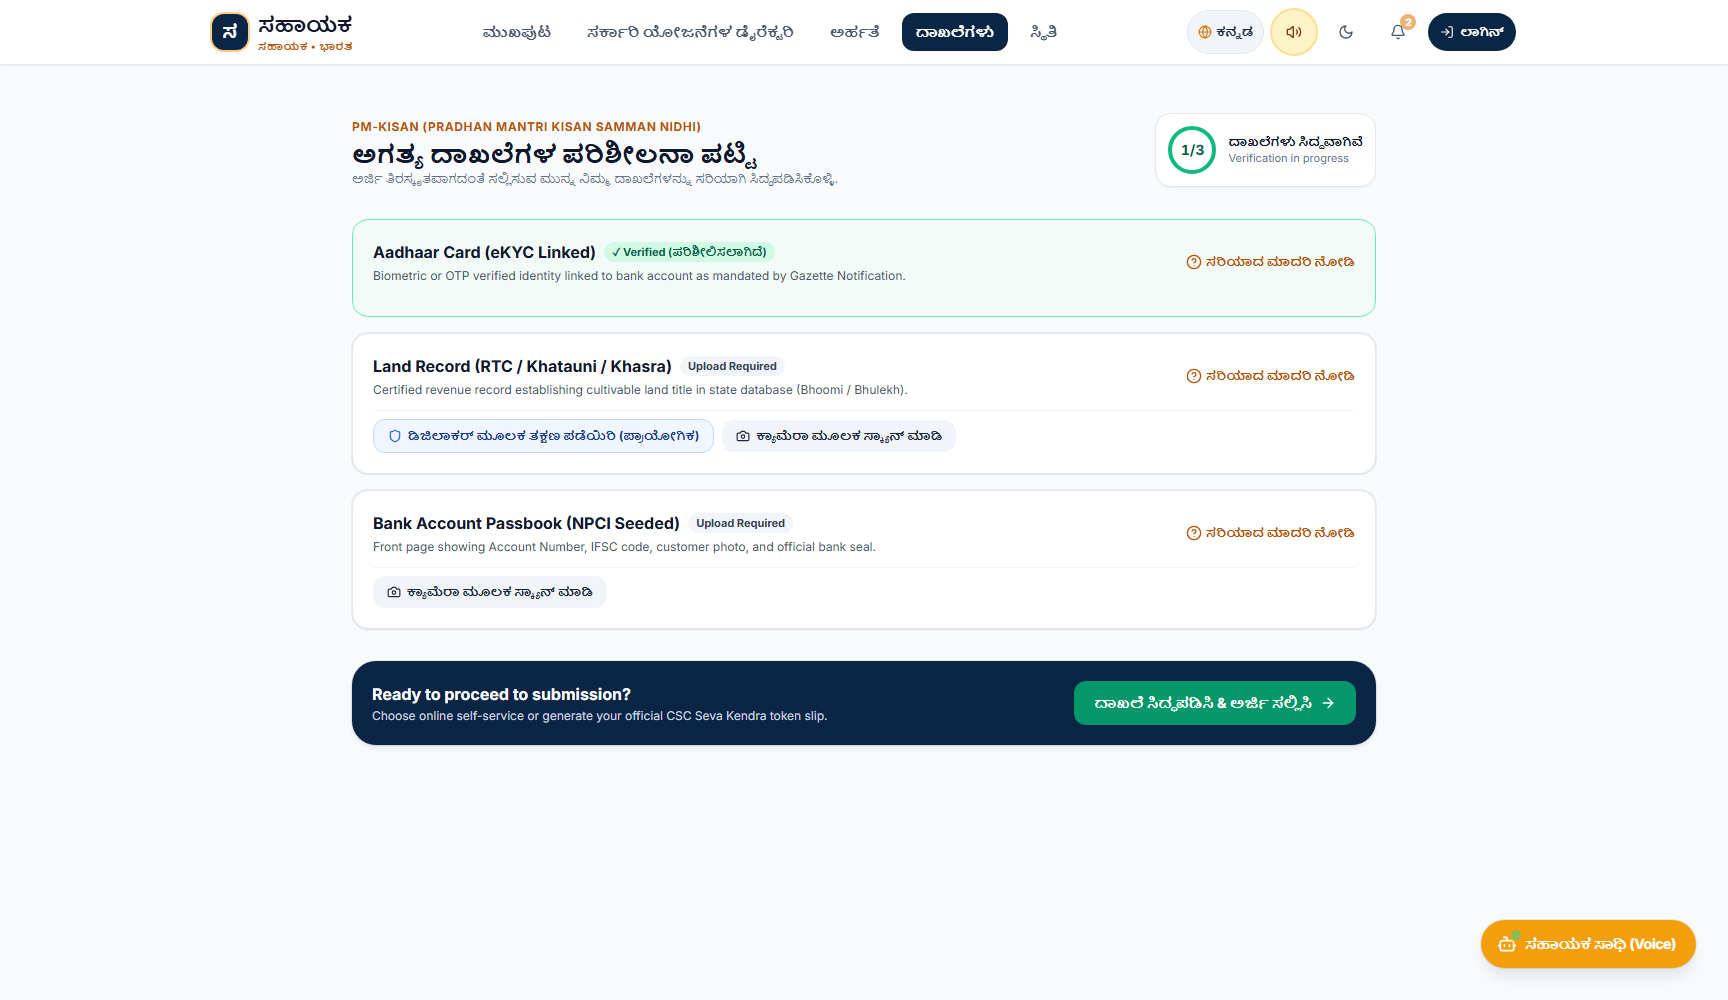 ಸ
ಸಹಾಯಕ
ಸಹಾಯಕ • ಭಾರತ
ಮುಖಪುಟ
ಸರ್ಕಾರಿ ಯೋಜನೆಗಳ ಡೈರೆಕ್ಟರಿ
ಅರ್ಹತೆ
ದಾಖಲೆಗಳು
ಸ್ಥಿತಿ
ಕನ್ನಡ
2
ಲಾಗಿನ್
PM-KISAN (PRADHAN MANTRI KISAN SAMMAN NIDHI)
ಅಗತ್ಯ ದಾಖಲೆಗಳ ಪರಿಶೀಲನಾ ಪಟ್ಟಿ
ಅರ್ಜಿ ತಿರಸ್ಕೃತವಾಗದಂತೆ ಸಲ್ಲಿಸುವ ಮುನ್ನ ನಿಮ್ಮ ದಾಖಲೆಗಳನ್ನು ಸರಿಯಾಗಿ ಸಿದ್ಧಪಡಿಸಿಕೊಳ್ಳಿ.
1/3
ದಾಖಲೆಗಳು ಸಿದ್ಧವಾಗಿವೆ
Verification in progress
Aadhaar Card (eKYC Linked)
✓ Verified (ಪರಿಶೀಲಿಸಲಾಗಿದೆ)
Biometric or OTP verified identity linked to bank account as mandated by Gazette Notification.
ಸರಿಯಾದ ಮಾದರಿ ನೋಡಿ
Land Record (RTC / Khatauni / Khasra)
Upload Required
Certified revenue record establishing cultivable land title in state database (Bhoomi / Bhulekh).
ಸರಿಯಾದ ಮಾದರಿ ನೋಡಿ
ಡಿಜಿಲಾಕರ್ ಮೂಲಕ ತಕ್ಷಣ ಪಡೆಯಿರಿ (ಪ್ರಾಯೋಗಿಕ)
ಕ್ಯಾಮೆರಾ ಮೂಲಕ ಸ್ಕ್ಯಾನ್ ಮಾಡಿ
Bank Account Passbook (NPCI Seeded)
Upload Required
Front page showing Account Number, IFSC code, customer photo, and official bank seal.
ಸರಿಯಾದ ಮಾದರಿ ನೋಡಿ
ಕ್ಯಾಮೆರಾ ಮೂಲಕ ಸ್ಕ್ಯಾನ್ ಮಾಡಿ
Ready to proceed to submission?
Choose online self-service or generate your official CSC Seva Kendra token slip.
ದಾಖಲೆ ಸಿದ್ಧಪಡಿಸಿ & ಅರ್ಜಿ ಸಲ್ಲಿಸಿ
ಸಹಾಯಕ ಸಾಥಿ (Voice)